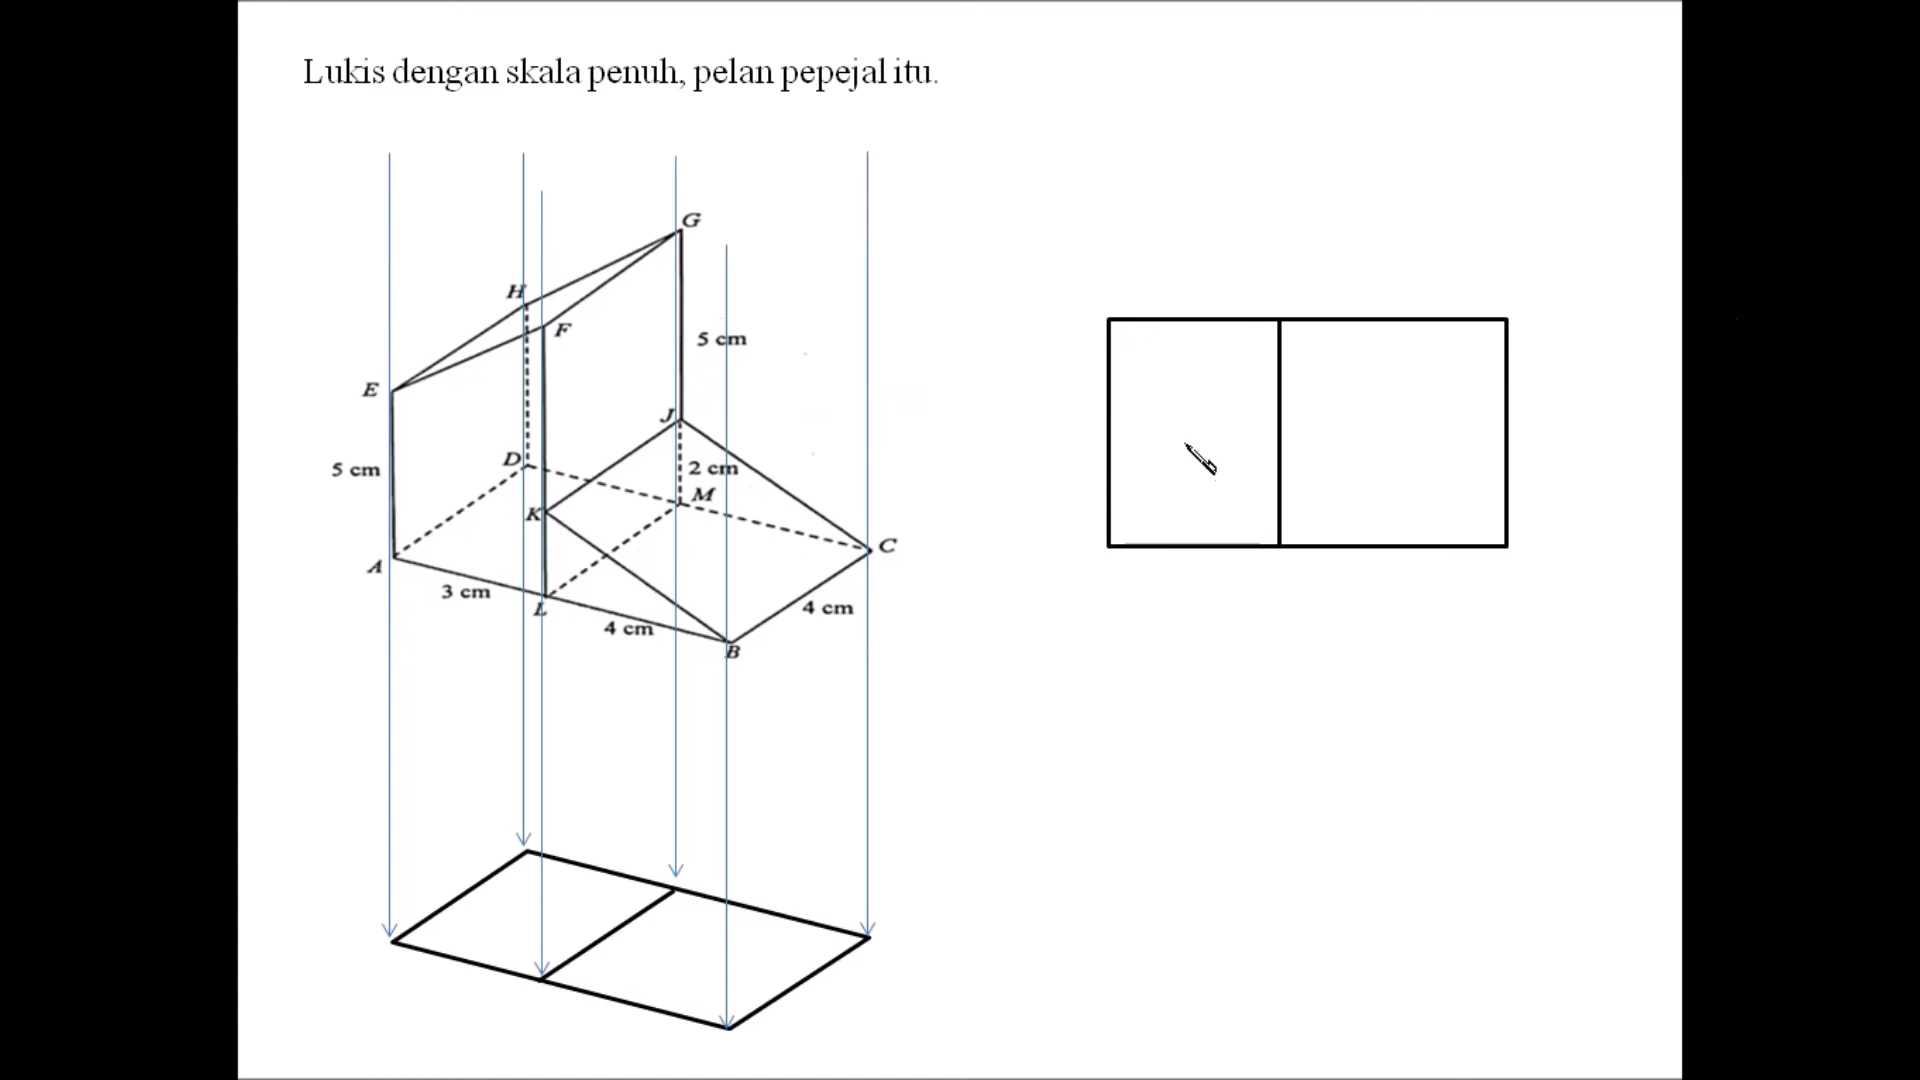 Lukis dengan skala penuh, pelan pepejal itu.
G
H
F
5 cm
E
J
D
5 cm
2 cm
M
K
C
A
3 cm
L
4 cm
4 cm
B